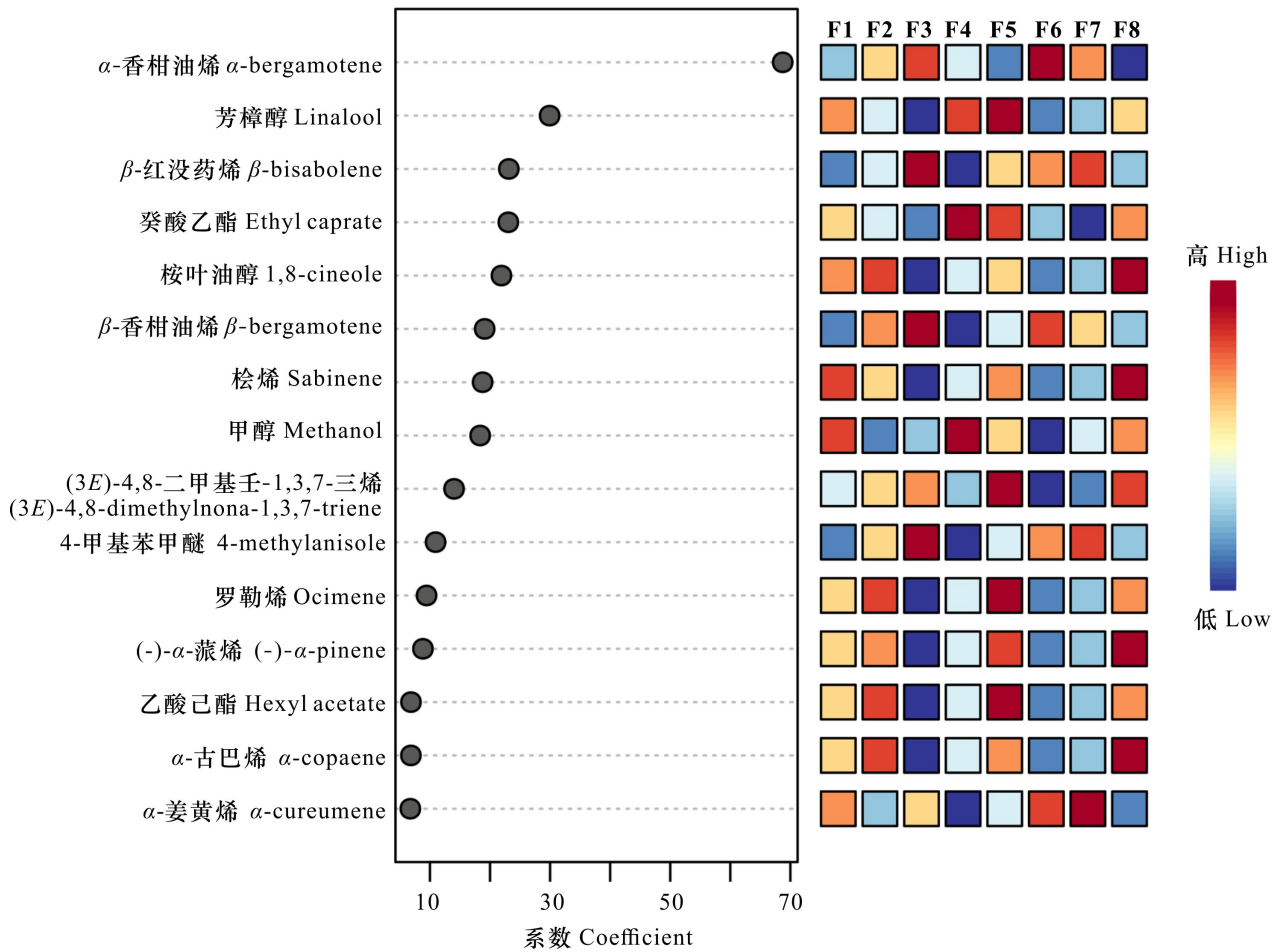 F1 F2 F3 F4 F5 F6 F7 F8
α-香柑油烯 α-bergamotene
芳樟醇 Linalool
β-红没药烯 β-bisabolene
癸酸乙酯 Ethyl caprate
桉叶油醇 1,8-cineole
β-香柑油烯 β-bergamotene
桧烯 Sabinene
甲醇 Methanol
(3E)-4,8-二甲基壬-1,3,7-三烯
(3E)-4,8-dimethylnona-1,3,7-triene
4-甲基苯甲醚 4-methylanisole
罗勒烯 Ocimene
(-)-α-蒎烯 (-)-α-pinene
乙酸己酯 Hexyl acetate
α-古巴烯 α-copaene
α-姜黄烯 α-cureumene
10 30 50 70
系数 Coefficient
高 High
低 Low